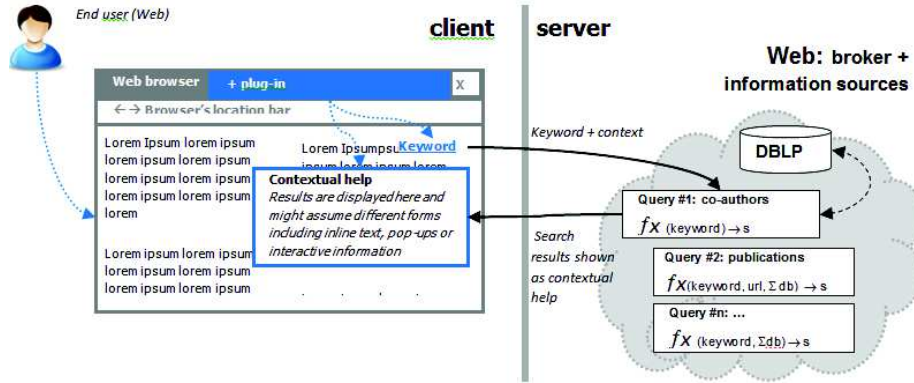 End user (Web)
client
server
Web: broker +
information sources
Web browser
+ plug-in
X
←→ Browser's location bar
Lorem Ipsum lorem ipsum
lorem ipsum lorem ipsum
lorem ipsum lorem ipsum
lorem ipsum lorem ipsum
lorem
Lorem ipsum lorem ipsum
lorem ipsum lorem ipsum
lorem ipsum lorem ipsum
Lorem Ipsumpsu
Keyword
ipsum lorem ipsum lorem
Contextual help
Results are displayed here and
might assume different forms
including inline text, pop-ups or
interactive information
Keyword + context
Search
results shown
as contextual
help
DBLP
Query #1: co-authors
fx (keyword)→s
Query #2: publications
fx(keyword, url, Σ db) →s
Query #n: ...
fx (keyword, Σdb)→s